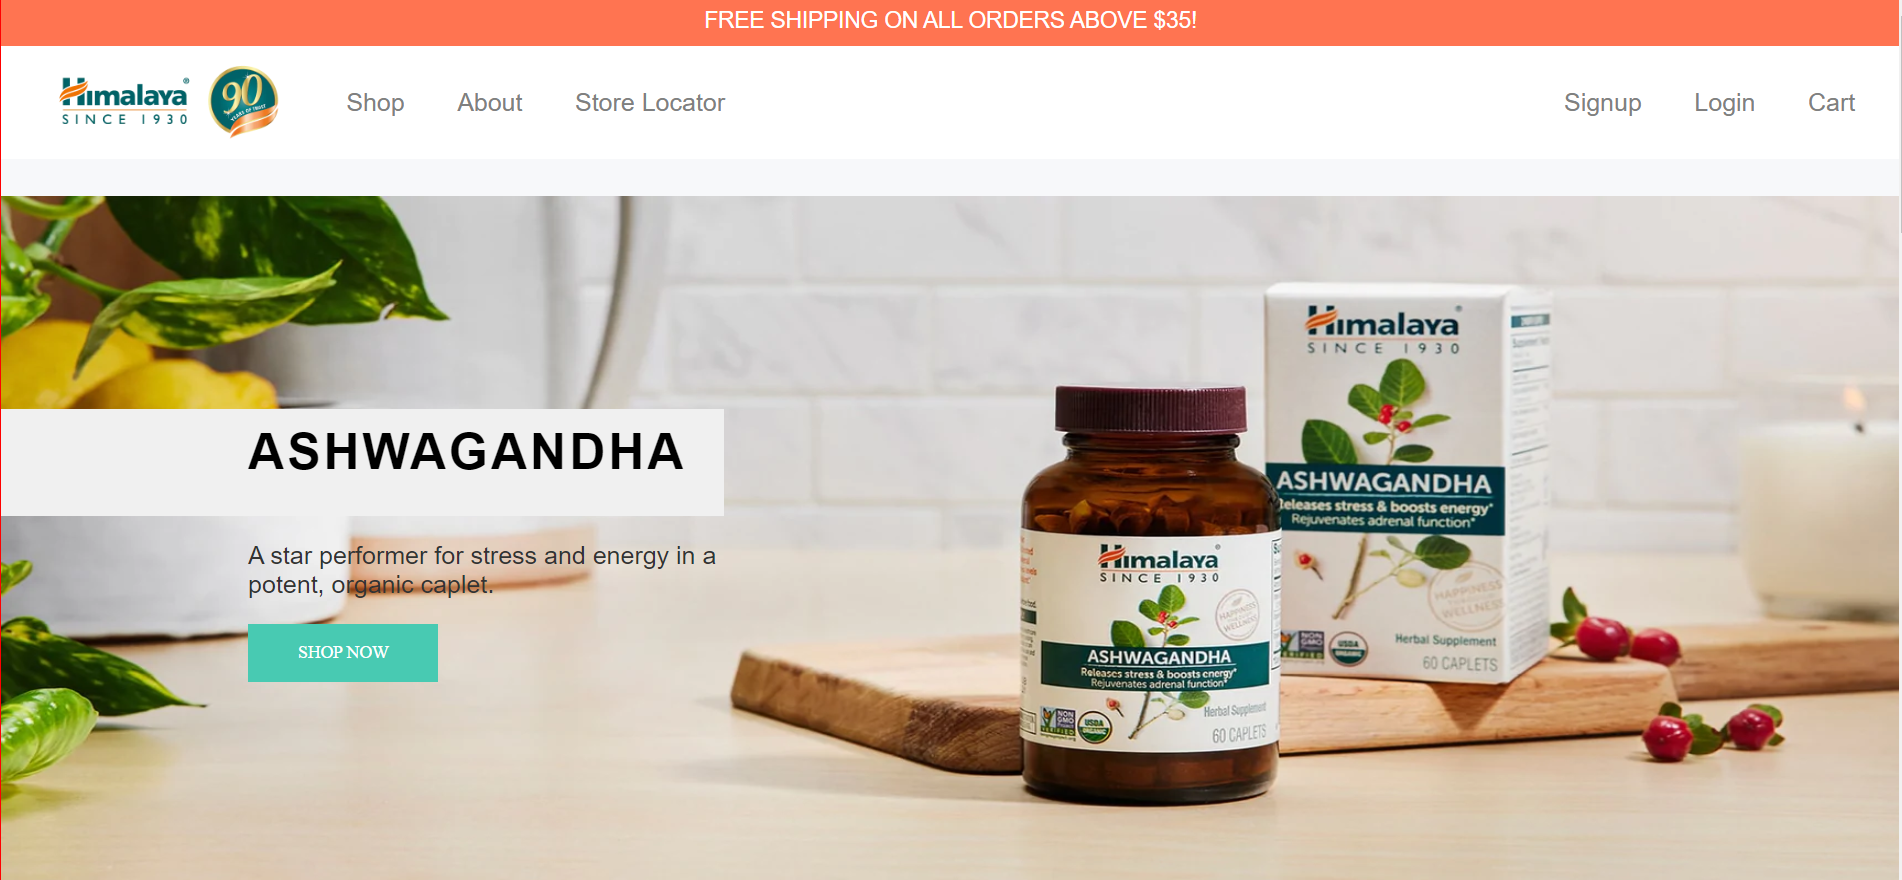 FREE SHIPPING ON ALL ORDERS ABOVE $35!
Himalaya®
SINCE 1930
90
YEARS OF TRUST
Shop
About
Store Locator
Signup
Login
Cart
ASHWAGANDHA
A star performer for stress and energy in a
potent, organic caplet.
SHOP NOW
Himalaya®
SINCE 1930
ASHWAGANDHA
Releases stress & boosts energy*
Rejuvenates adrenal function*
HAPPINESS
WELLNESS
NON
GMO
VERIFIED
USDA
ORGANIC
Herbal Supplement
60 CAPLETS
Himalaya®
SINCE 1930
HAPPINESS
WELLNESS
ASHWAGANDHA
Releases stress & boosts energy*
Rejuvenates adrenal function*
NON
GMO
VERIFIED
USDA
ORGANIC
Herbal Supplement
60 CAPLETS